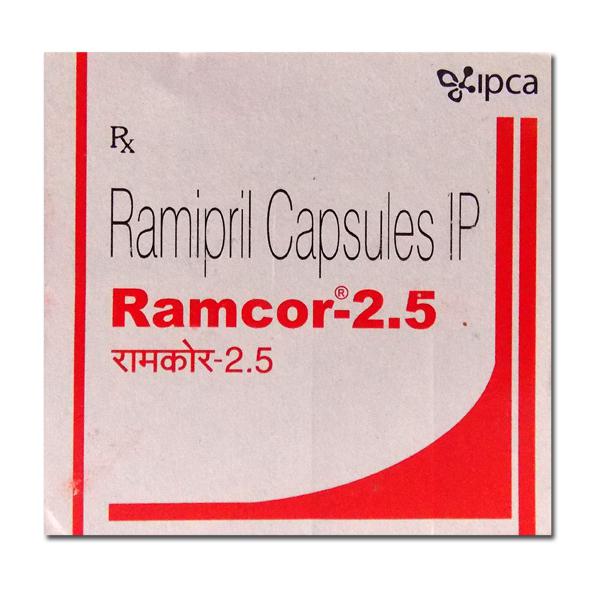 ipca
Rx
Ramipril Capsules IP
Ramcor®-2.5
रामकोर-2.5